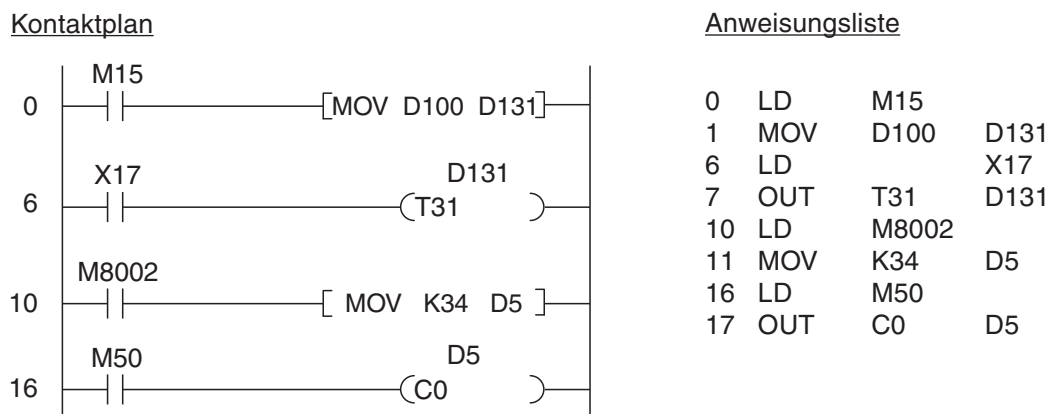 Kontaktplan
M15
0 [MOV D100 D131]
X17 D131
6 (T31 )
M8002
10 [ MOV K34 D5 ]
M50 D5
16 (C0 )
Anweisungsliste
0 LD M15
1 MOV D100 D131
6 LD X17
7 OUT T31 D131
10 LD M8002
11 MOV K34 D5
16 LD M50
17 OUT C0 D5